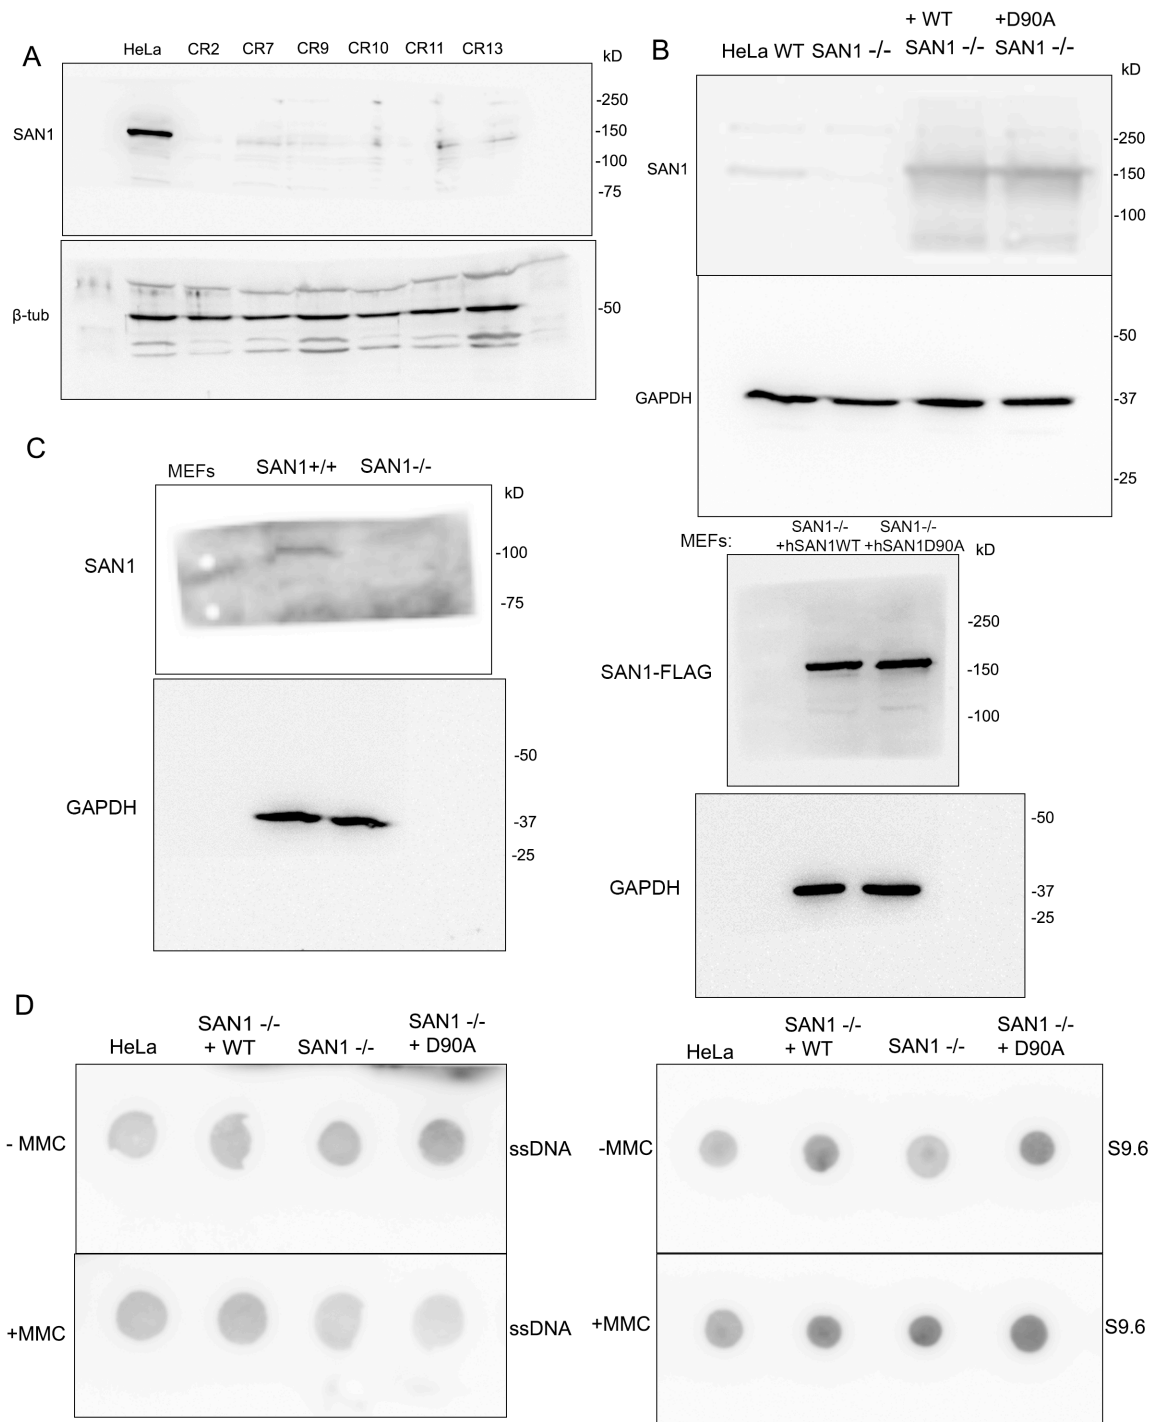 A
HeLa CR2 CR7 CR9 CR10 CR11 CR13
kD
SAN1
-250
-150
-100
-75
β-tub
-50
B
+ WT +D90A
HeLa WT SAN1 -/- SAN1 -/- SAN1 -/-
kD
SAN1
-250
-150
-100
GAPDH
-50
-37
-25
C
MEFs SAN1+/+ SAN1-/-
kD
SAN1
-100
-75
GAPDH
-50
-37
-25
MEFs:
SAN1-/- SAN1-/-
+hSAN1WT +hSAN1D90A
kD
SAN1-FLAG
-250
-150
-100
GAPDH
-50
-37
-25
D
HeLa
SAN1 -/-
+ WT
SAN1 -/-
SAN1 -/-
+ D90A
- MMC
ssDNA
+MMC
ssDNA
HeLa
SAN1 -/-
+ WT
SAN1 -/-
SAN1 -/-
+ D90A
-MMC
S9.6
+MMC
S9.6